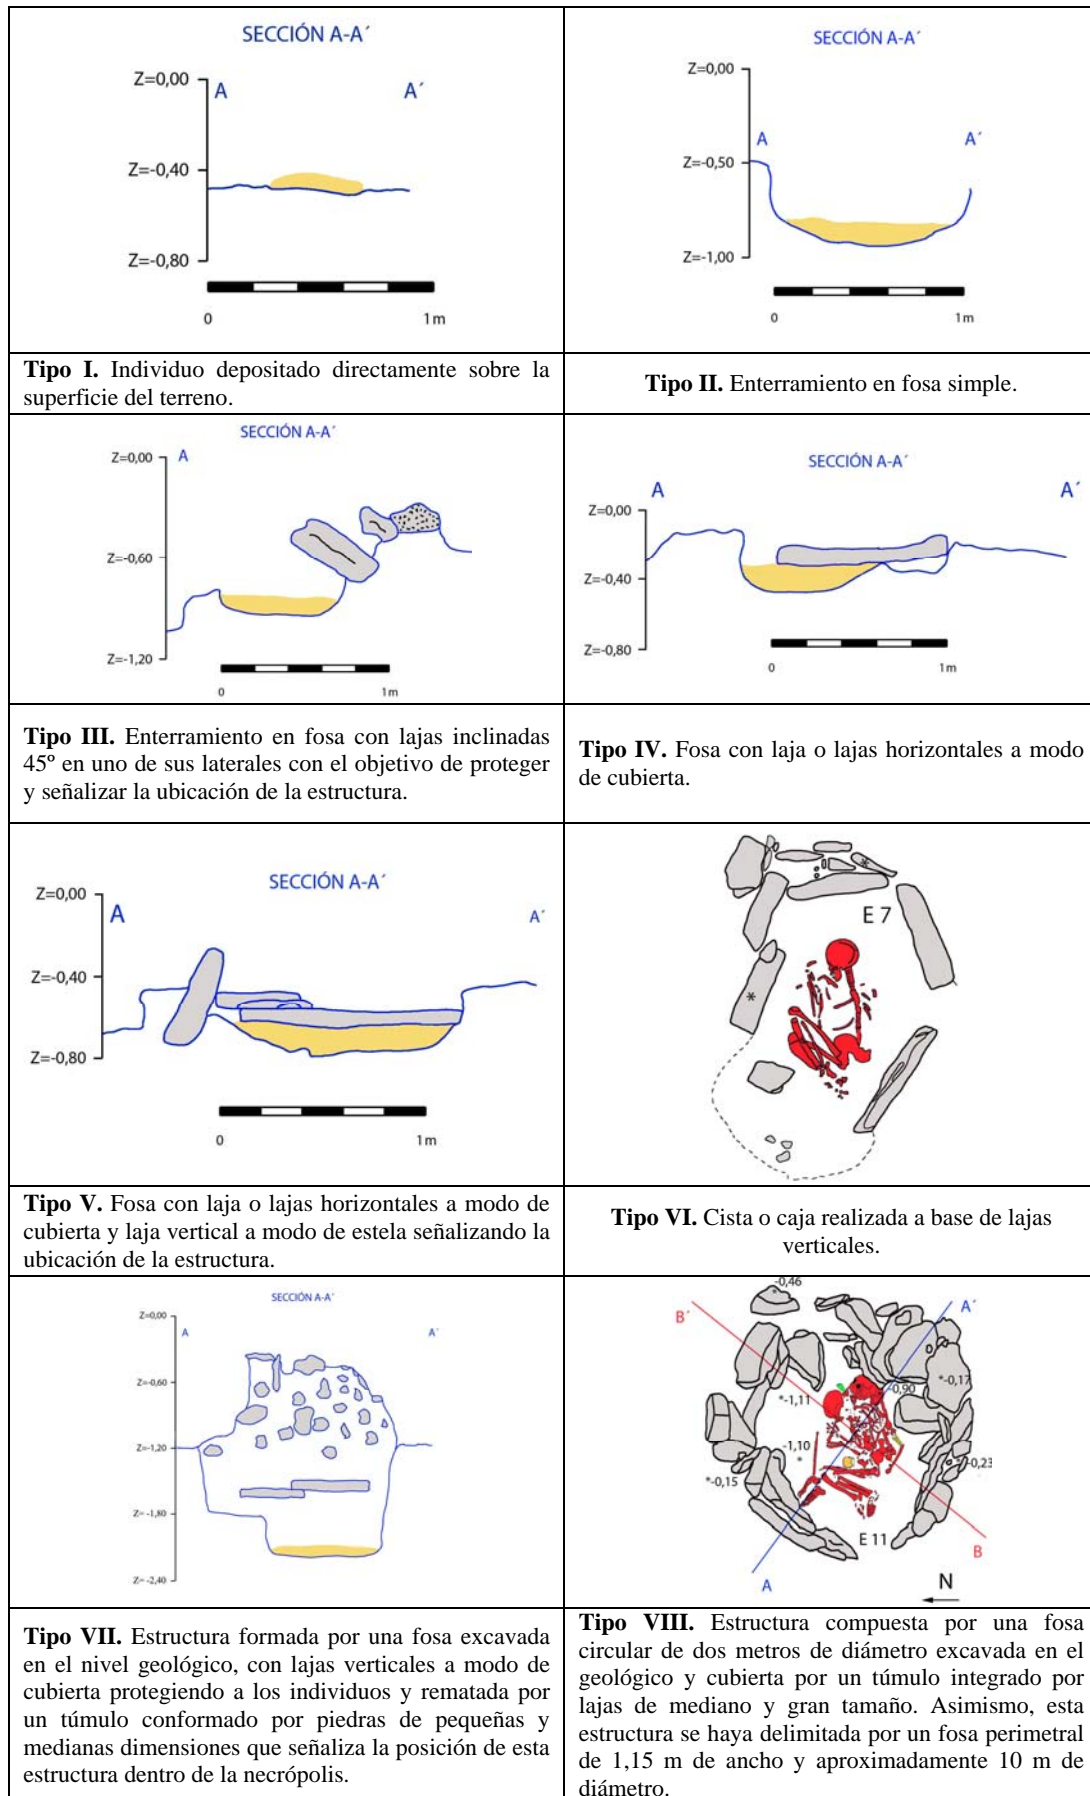 SECCIÓN A-A´
Z=0,00
A
A´
Z=-0,40
Z=-0,80
0
1m
SECCIÓN A-A´
Z=0,00
A
A´
Z=-0,50
Z=-1,00
0
1m
Tipo I. Individuo depositado directamente sobre la
superficie del terreno.
Tipo II. Enterramiento en fosa simple.
SECCIÓN A-A´
Z=0,00
A
Z=-0,60
Z=-1,20
0
1m
SECCIÓN A-A´
A
A´
Z=0,00
Z=-0,40
Z=-0,80
0
1m
Tipo III. Enterramiento en fosa con lajas inclinadas
45º en uno de sus laterales con el objetivo de proteger
y señalizar la ubicación de la estructura.
Tipo IV. Fosa con laja o lajas horizontales a modo
de cubierta.
SECCIÓN A-A´
Z=0,00
A
A´
Z=-0,40
Z=-0,80
0
1m
*
E 7
*
Tipo V. Fosa con laja o lajas horizontales a modo de
cubierta y laja vertical a modo de estela señalizando la
ubicación de la estructura.
Tipo VI. Cista o caja realizada a base de lajas
verticales.
SECCIÓN A-A´
Z=0,00
A
A´
Z=-0,60
Z=-1,20
Z= -1,80
Z= -2,40
*-0,46
B´
A´
*-0,17
-0,90
*-1,11
-1,10
*
*-0,23
*-0,15
E 11
B
A
N
Tipo VII. Estructura formada por una fosa excavada
en el nivel geológico, con lajas verticales a modo de
cubierta protegiendo a los individuos y rematada por
un túmulo conformado por piedras de pequeñas y
medianas dimensiones que señaliza la posición de esta
estructura dentro de la necrópolis.
Tipo VIII. Estructura compuesta por una fosa
circular de dos metros de diámetro excavada en el
geológico y cubierta por un túmulo integrado por
lajas de mediano y gran tamaño. Asimismo, esta
estructura se haya delimitada por un fosa perimetral
de 1,15 m de ancho y aproximadamente 10 m de
diámetro.